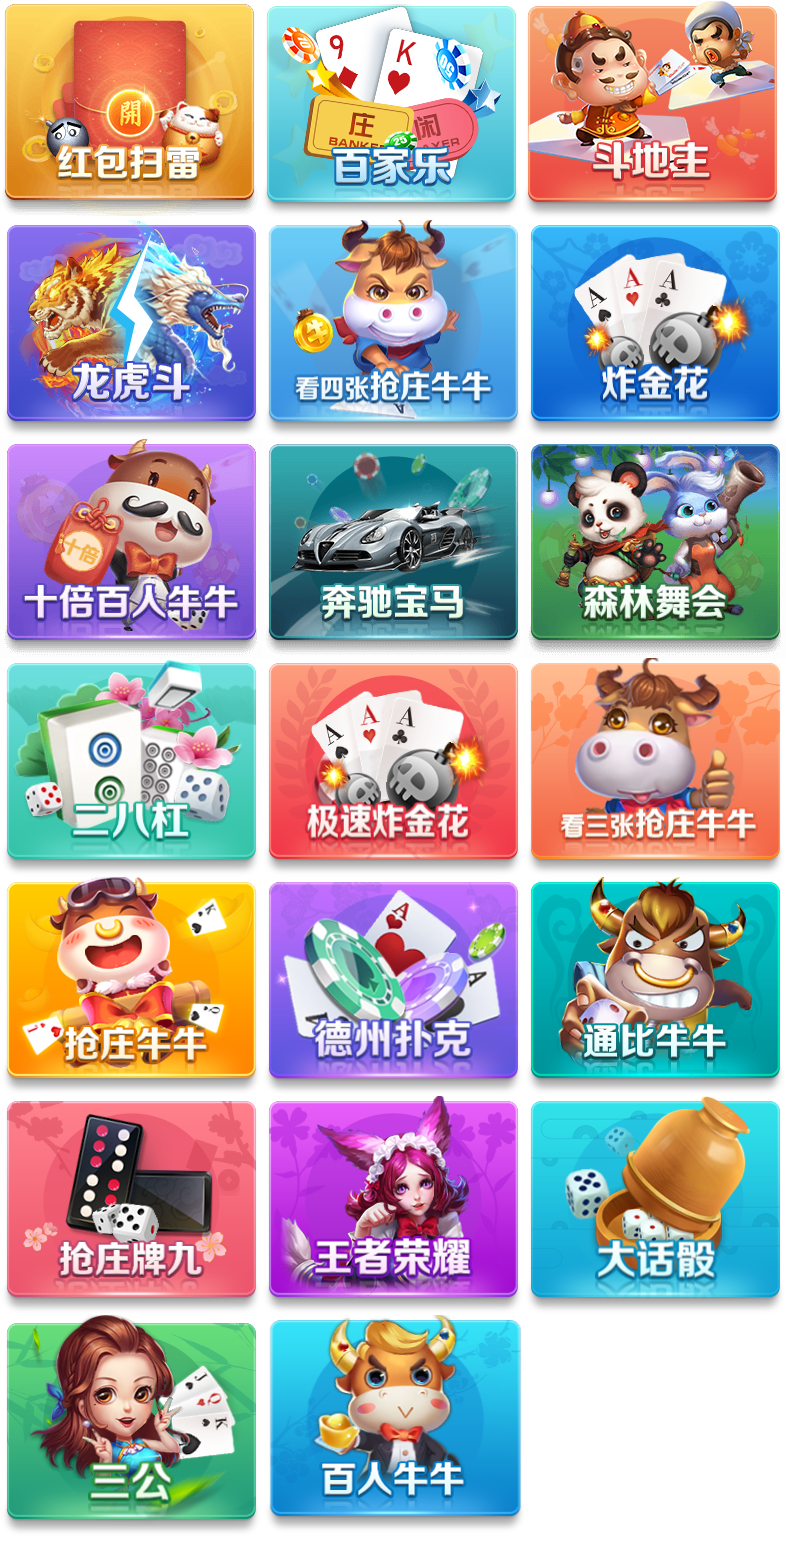 開
红包扫雷
9
K
庄
闲
BANKER
PLAYER
25
百家乐
斗地主
龙虎斗
看四张抢庄牛牛
A
A
A
A
炸金花
十倍
十倍百人牛牛
奔驰宝马
森林舞会
二八杠
A
A
A
极速炸金花
看三张抢庄牛牛
K
J
Q
抢庄牛牛
A
A
德州扑克
通比牛牛
抢庄牌九
王者荣耀
大话骰
J
Q
K
三公
百人牛牛